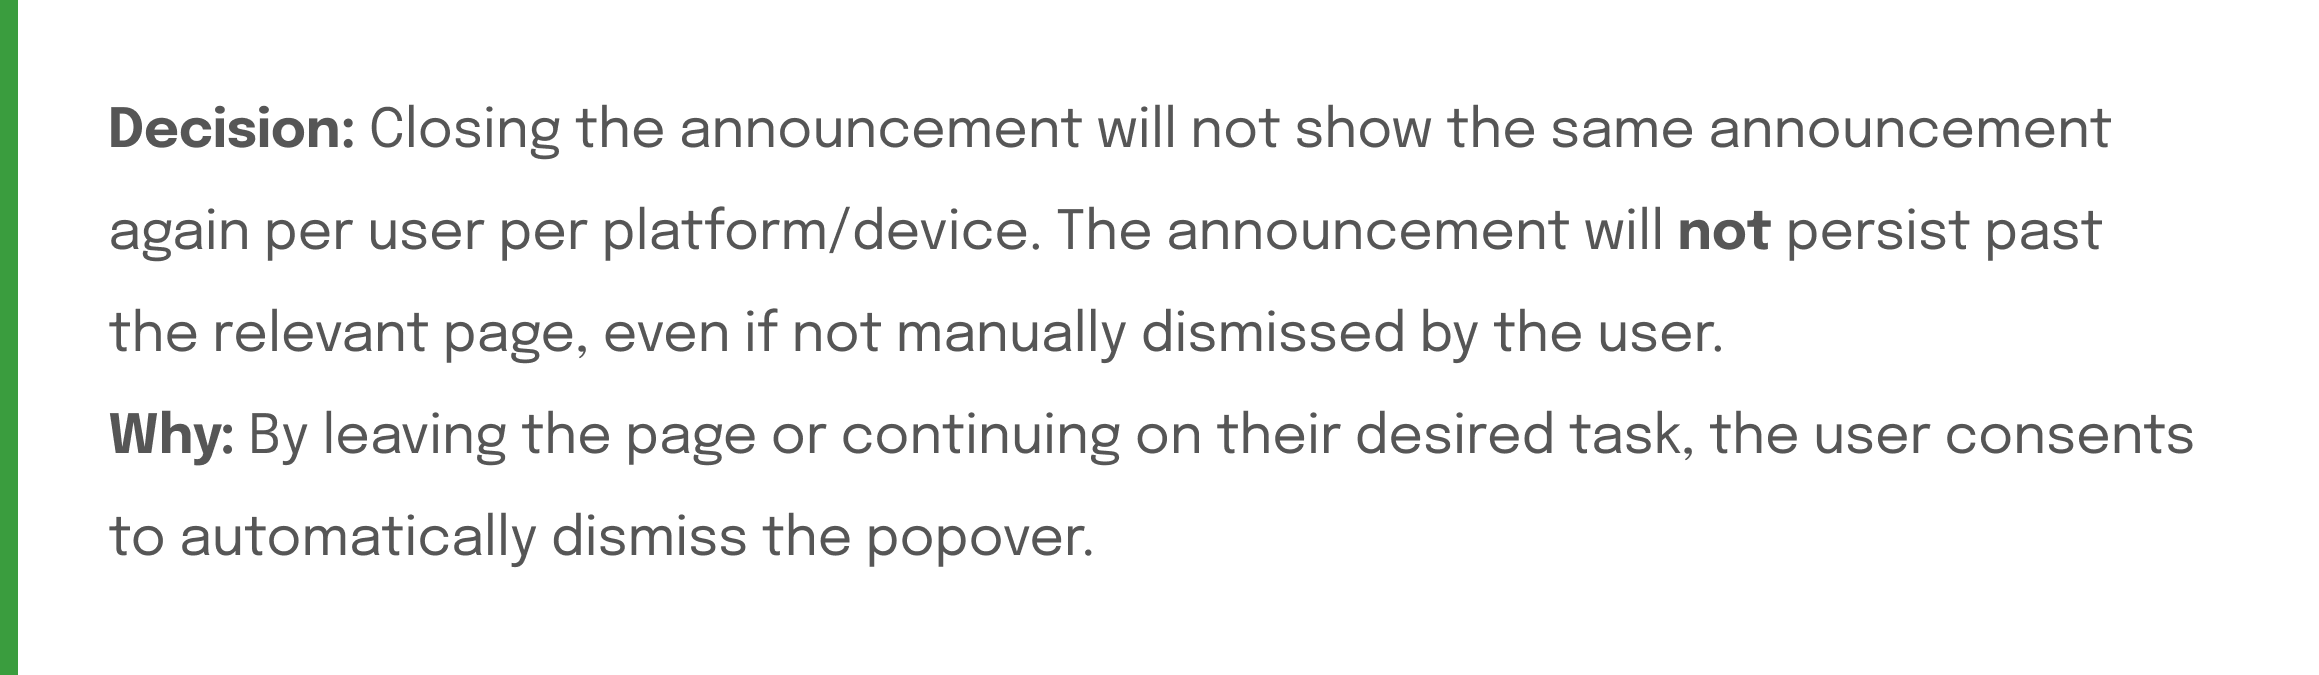 Decision: Closing the announcement will not show the same announcement
again per user per platform/device. The announcement will not persist past
the relevant page, even if not manually dismissed by the user.
Why: By leaving the page or continuing on their desired task, the user consents
to automatically dismiss the popover.